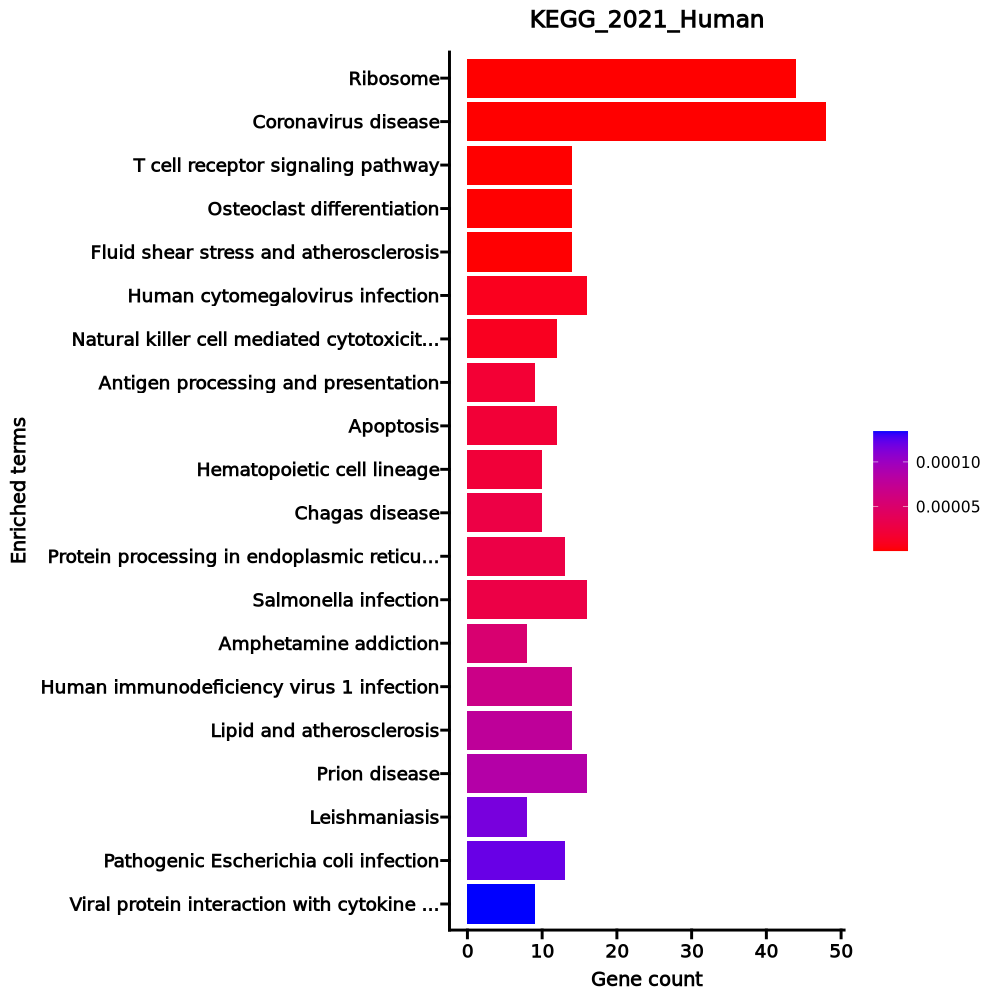 KEGG_2021_Human
Ribosome
Coronavirus disease
T cell receptor signaling pathway
Osteoclast differentiation
Fluid shear stress and atherosclerosis
Human cytomegalovirus infection
Natural killer cell mediated cytotoxicit...
Antigen processing and presentation
Apoptosis
Hematopoietic cell lineage
Chagas disease
Protein processing in endoplasmic reticu...
Salmonella infection
Amphetamine addiction
Human immunodeficiency virus 1 infection
Lipid and atherosclerosis
Prion disease
Leishmaniasis
Pathogenic Escherichia coli infection
Viral protein interaction with cytokine ...
Enriched terms
0 10 20 30 40 50
Gene count
0.00010
0.00005